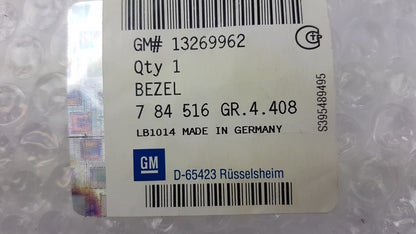 GM# 13269962
Qty 1
BEZEL
7 84 516 GR.4.408
LB1014 MADE IN GERMANY
GM
D-65423 Rüsselsheim
S395489495